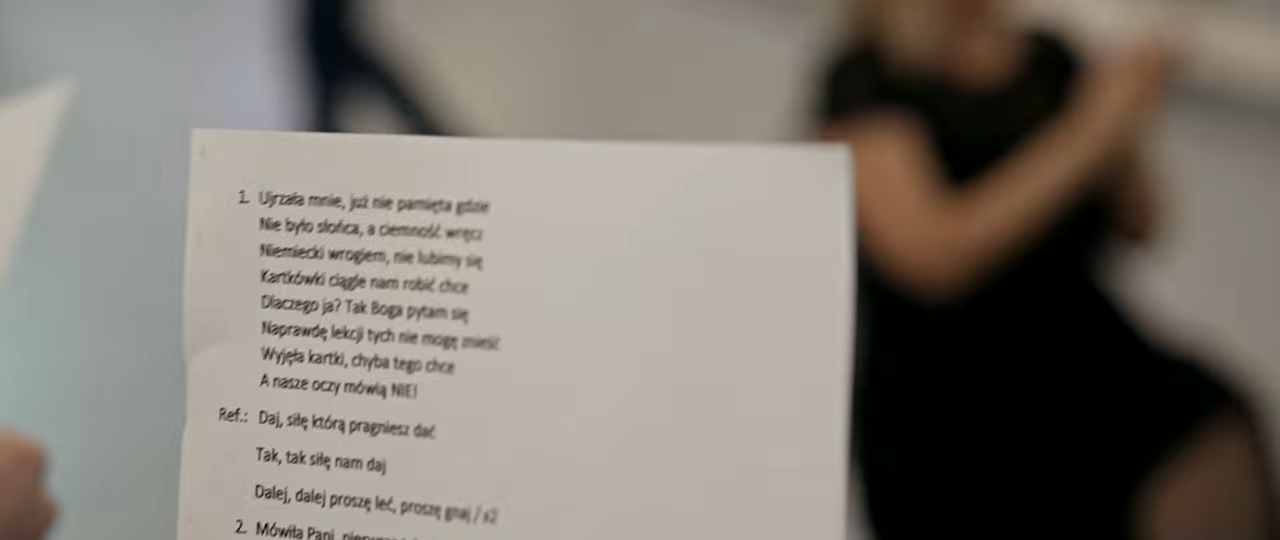 1. Ujrzała mnie, już nie pamięta gdzie
Nie było słońca, a ciemność wręcz
Niemiecki wrogiem, nie lubimy się
Kartkówki ciągle nam robić chce
Dlaczego ja? Tak Boga pytam się
Naprawdę lekcji tych nie mogę znieść
Wyjęła kartki, chyba tego chce
A nasze oczy mówią NIE!
Ref.: Daj, siłę którą pragniesz dać
Tak, tak siłę nam daj
Dalej, dalej proszę leć, proszę gnaj / x2
2. Mówiła Pani,